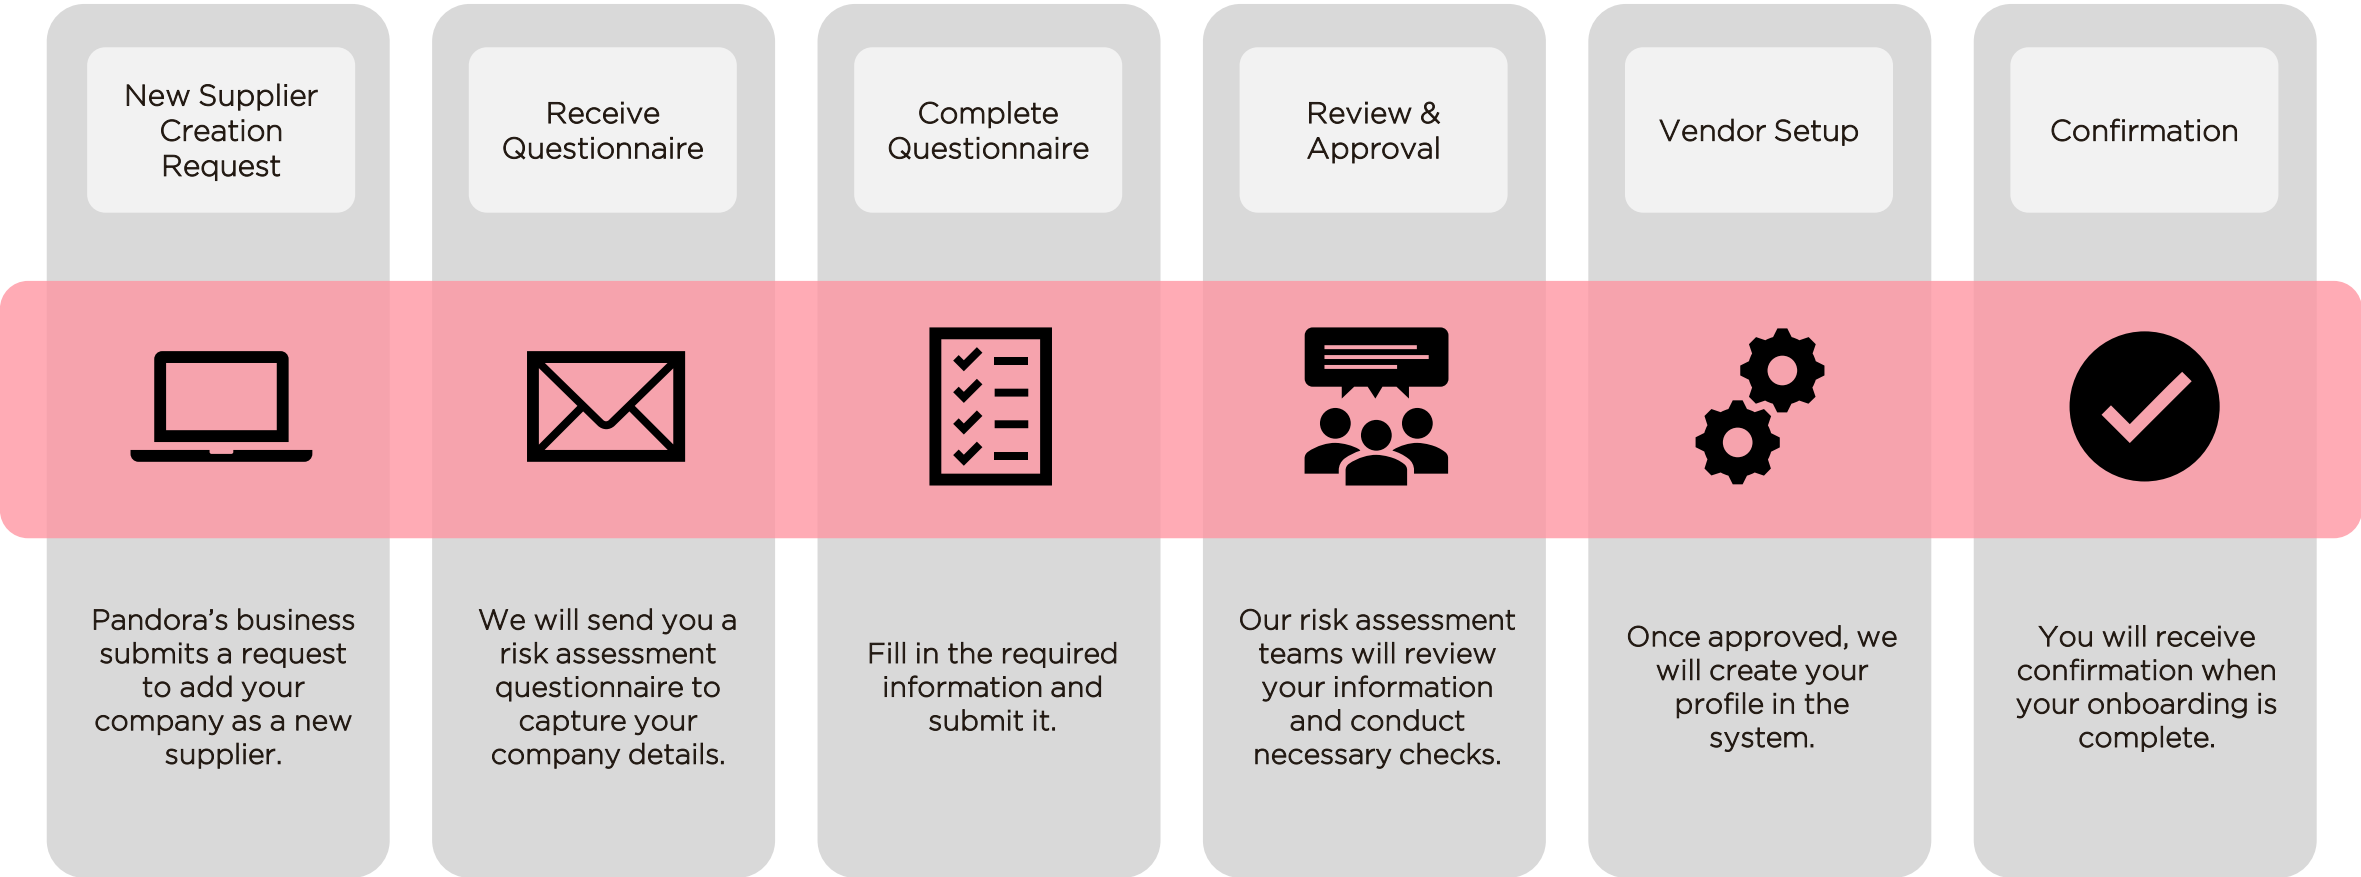 New Supplier
Creation
Request
Receive
Questionnaire
Complete
Questionnaire
Review &
Approval
Vendor Setup
Confirmation
Pandora’s business
submits a request
to add your
company as a new
supplier.
We will send you a
risk assessment
questionnaire to
capture your
company details.
Fill in the required
information and
submit it.
Our risk assessment
teams will review
your information
and conduct
necessary checks.
Once approved, we
will create your
profile in the
system.
You will receive
confirmation when
your onboarding is
complete.